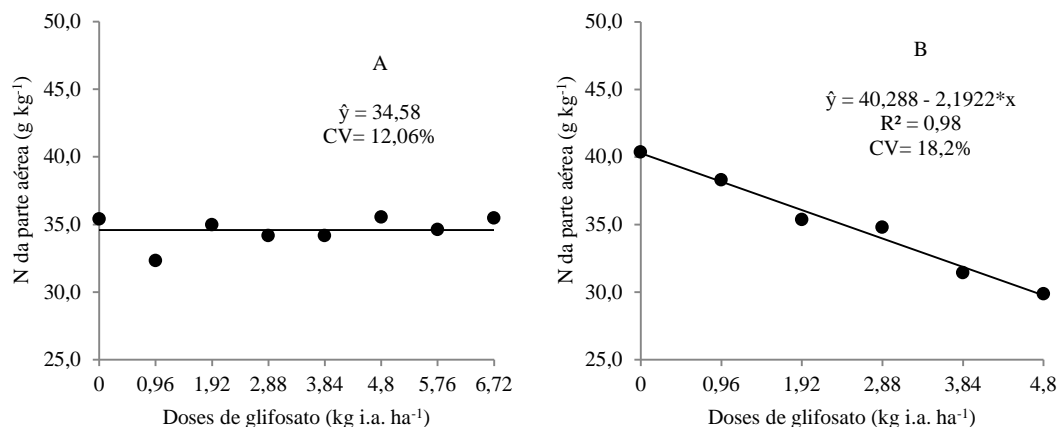 50,0
45,0
40,0
35,0
30,0
25,0
N da parte aérea (g kg⁻¹)
A
ŷ = 34,58
CV= 12,06%
0 0,96 1,92 2,88 3,84 4,8 5,76 6,72
Doses de glifosato (kg i.a. ha⁻¹)
50,0
45,0
40,0
35,0
30,0
25,0
N da parte aérea (g kg⁻¹)
B
ŷ = 40,288 - 2,1922*x
R² = 0,98
CV= 18,2%
0 0,96 1,92 2,88 3,84 4,8
Doses de glifosato (kg i.a. ha⁻¹)